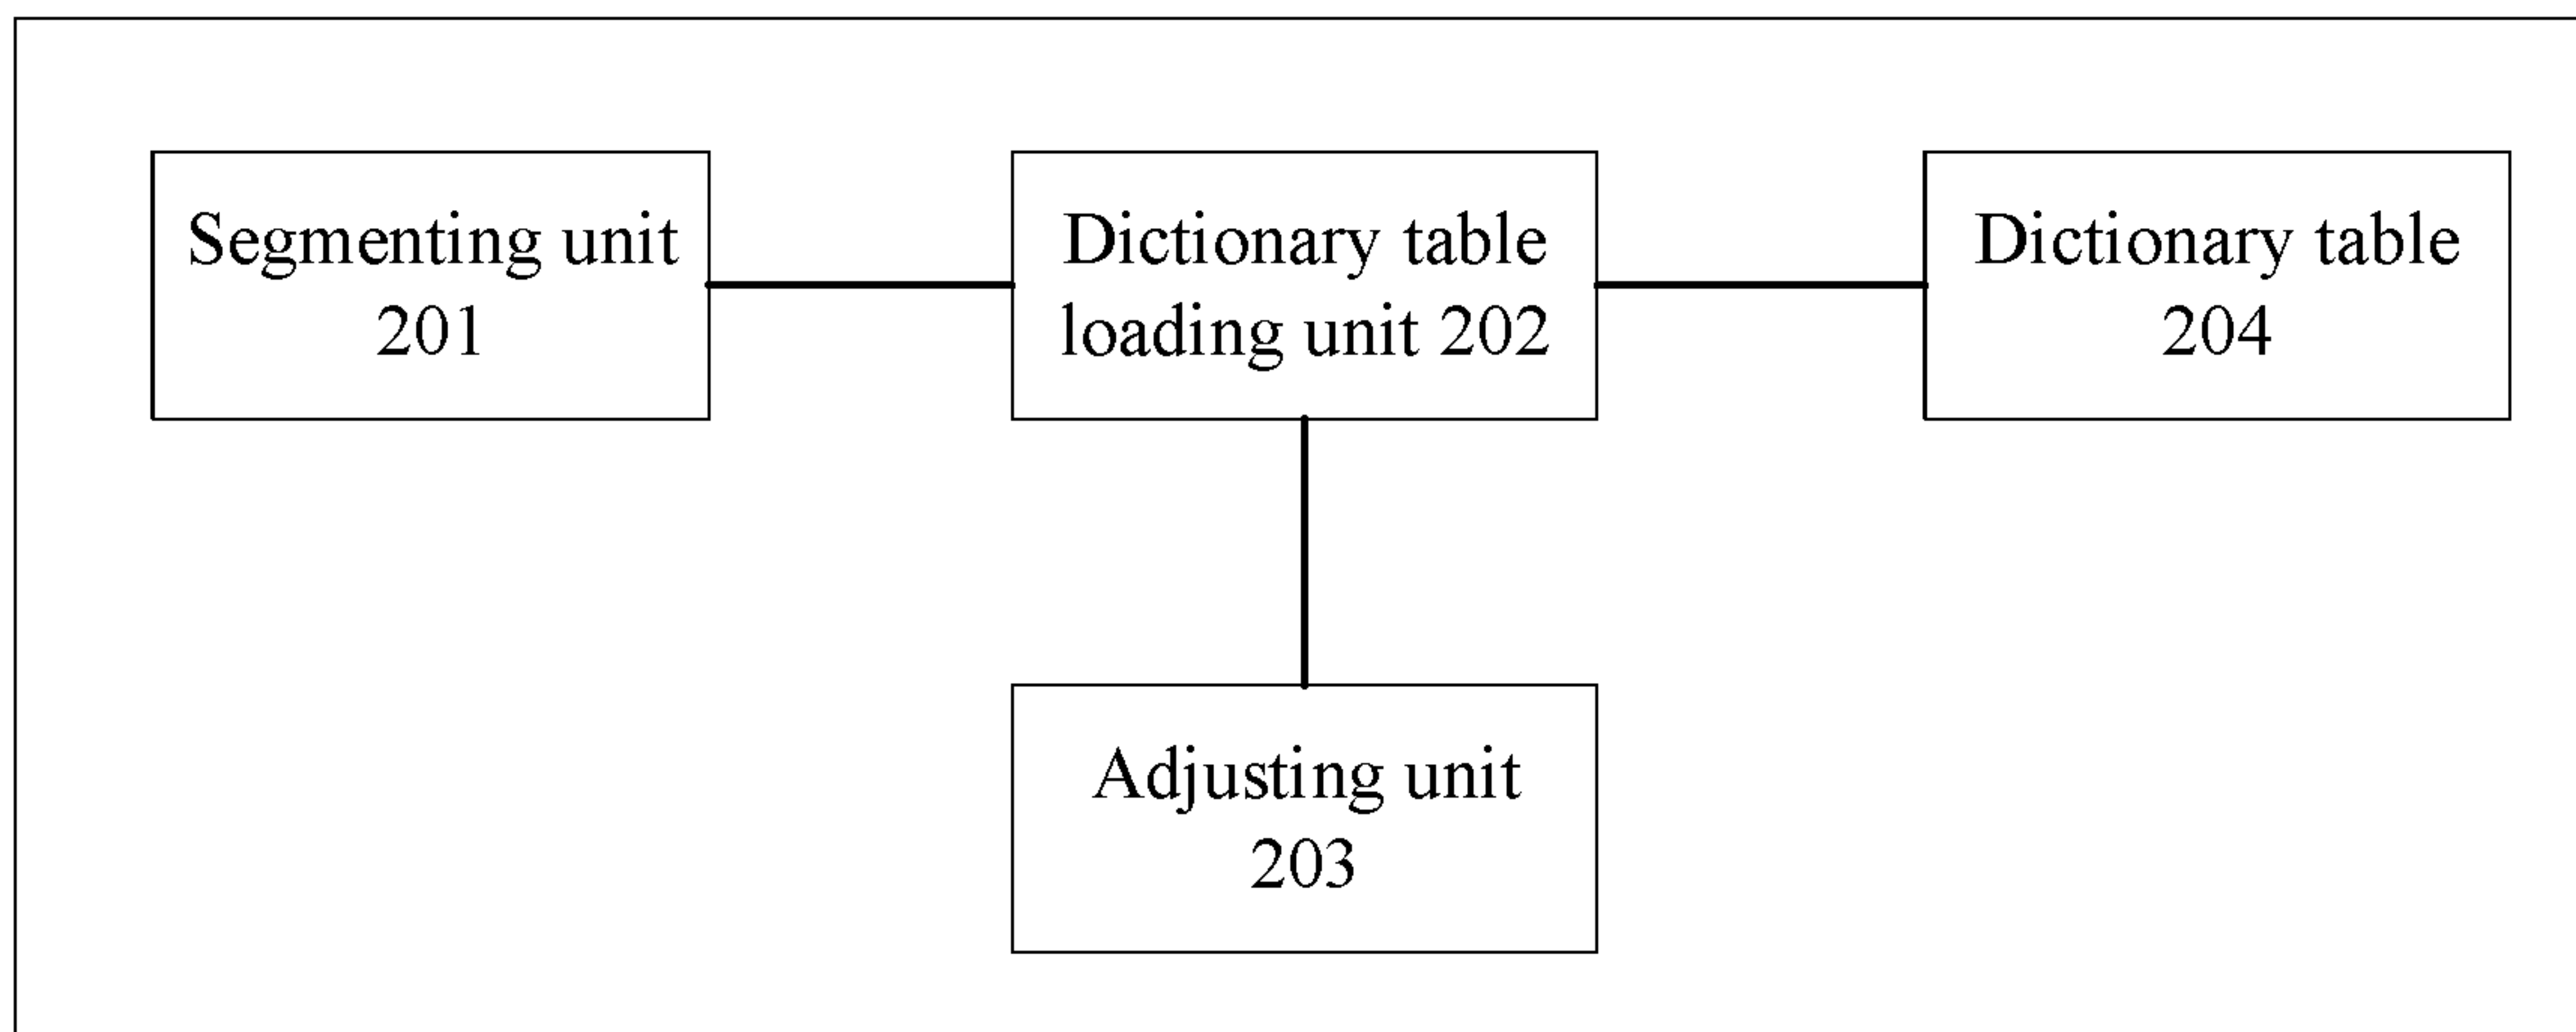 Segmenting unit
201
Dictionary table
loading unit 202
Dictionary table
204
Adjusting unit
203